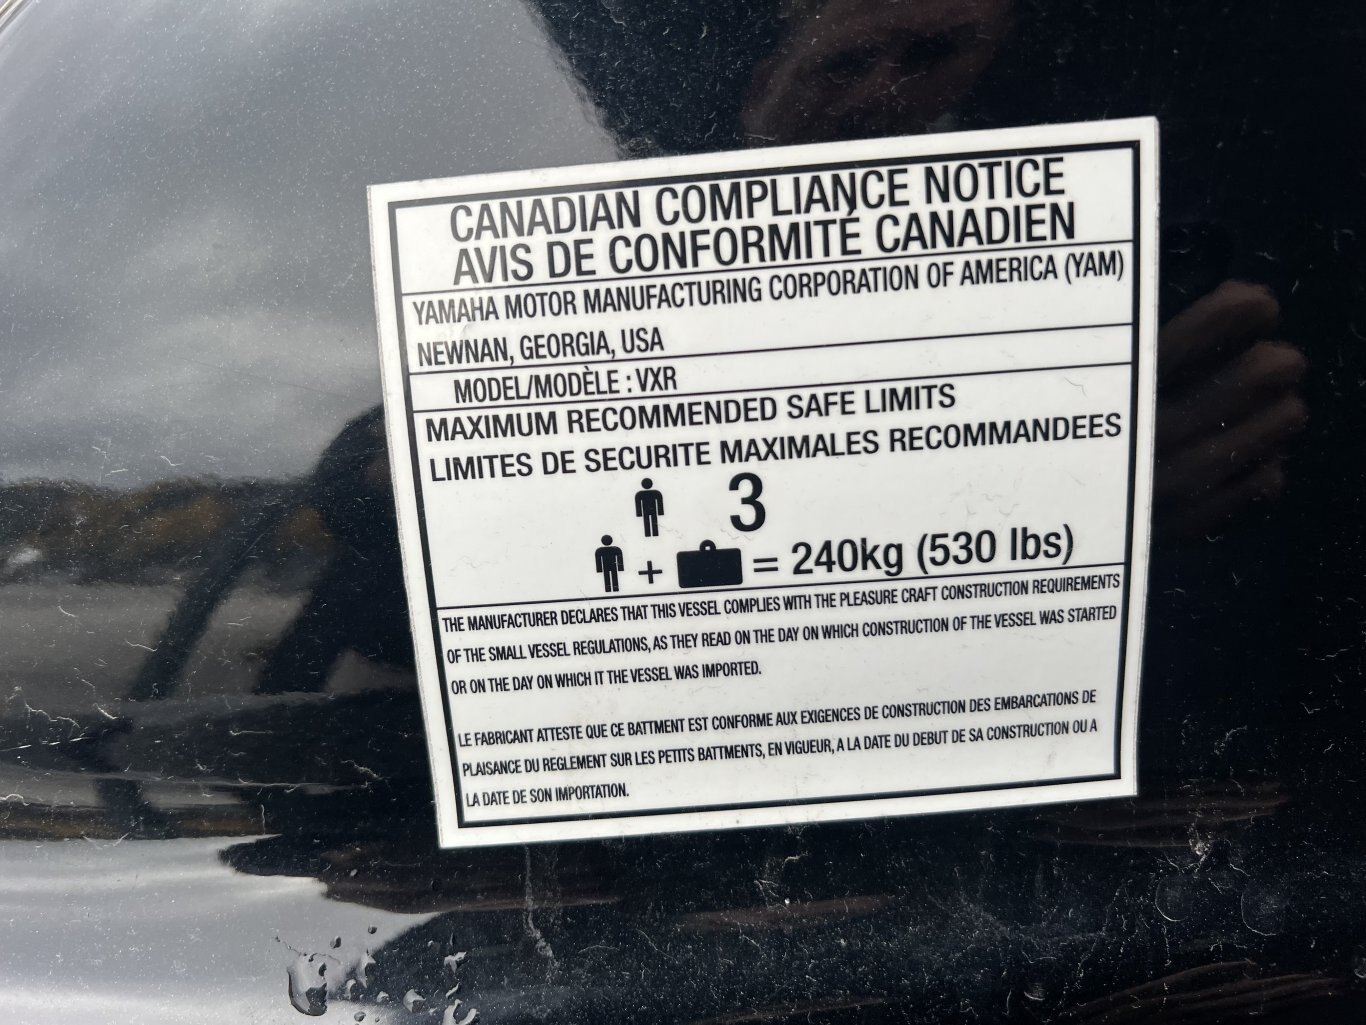 CANADIAN COMPLIANCE NOTICE
AVIS DE CONFORMITÉ CANADIEN
YAMAHA MOTOR MANUFACTURING CORPORATION OF AMERICA (YAM)
NEWNAN, GEORGIA, USA
MODEL/MODÈLE : VXR
MAXIMUM RECOMMENDED SAFE LIMITS
LIMITES DE SECURITE MAXIMALES RECOMMANDEES
3
+ = 240kg (530 lbs)
THE MANUFACTURER DECLARES THAT THIS VESSEL COMPLIES WITH THE PLEASURE CRAFT CONSTRUCTION REQUIREMENTS
OF THE SMALL VESSEL REGULATIONS, AS THEY READ ON THE DAY ON WHICH CONSTRUCTION OF THE VESSEL WAS STARTED
OR ON THE DAY ON WHICH IT THE VESSEL WAS IMPORTED.
LE FABRICANT ATTESTE QUE CE BATTMENT EST CONFORME AUX EXIGENCES DE CONSTRUCTION DES EMBARCATIONS DE
PLAISANCE DU REGLEMENT SUR LES PETITS BATTMENTS, EN VIGUEUR, A LA DATE DU DEBUT DE SA CONSTRUCTION OU A
LA DATE DE SON IMPORTATION.